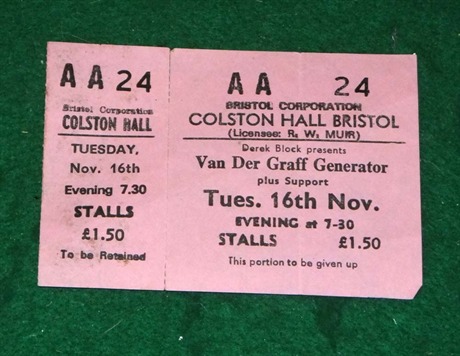 AA 24
Bristol Corporation
COLSTON HALL
TUESDAY,
Nov. 16th
Evening 7.30
STALLS
£1.50
To be Retained
AA 24
BRISTOL CORPORATION
COLSTON HALL BRISTOL
(Licensee: R. W. MUIR)
Derek Block presents
Van Der Graff Generator
plus Support
Tues. 16th Nov.
EVENING at 7-30
STALLS £1.50
This portion to be given up